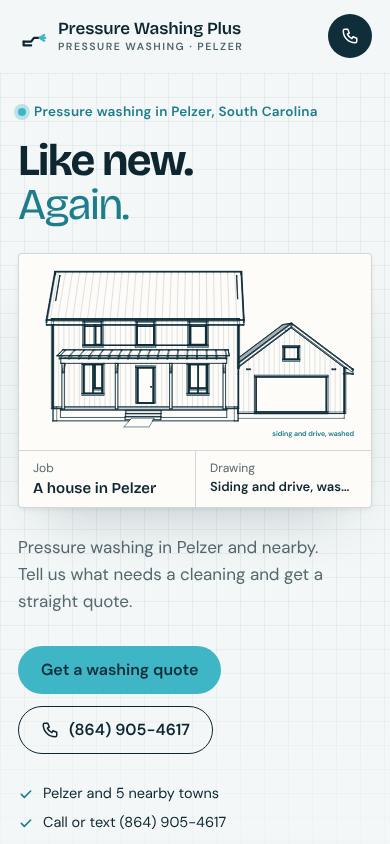 Pressure Washing Plus
PRESSURE WASHING · PELZER
Pressure washing in Pelzer, South Carolina
Like new.
Again.
siding and drive, washed
Job
A house in Pelzer
Drawing
Siding and drive, was...
Pressure washing in Pelzer and nearby.
Tell us what needs a cleaning and get a
straight quote.
Get a washing quote
(864) 905-4617
Pelzer and 5 nearby towns
Call or text (864) 905-4617